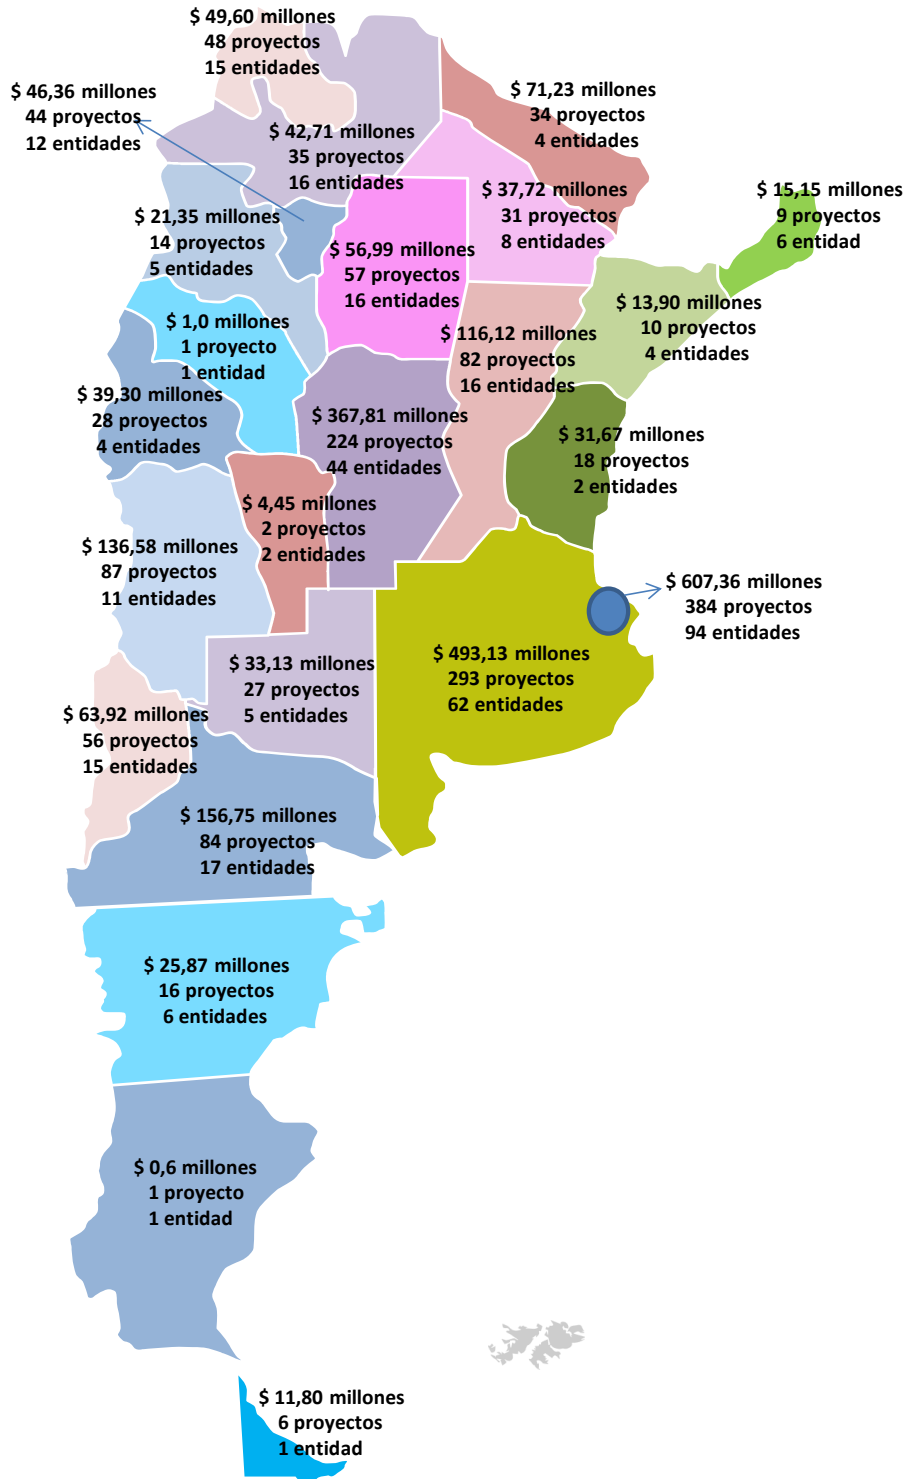 $ 49,60 millones
48 proyectos
15 entidades
$ 46,36 millones
44 proyectos
12 entidades
$ 71,23 millones
34 proyectos
4 entidades
$ 42,71 millones
35 proyectos
16 entidades
$ 37,72 millones
31 proyectos
8 entidades
$ 15,15 millones
9 proyectos
6 entidad
$ 21,35 millones
14 proyectos
5 entidades
$ 56,99 millones
57 proyectos
16 entidades
$ 13,90 millones
10 proyectos
4 entidades
$ 1,0 millones
1 proyecto
1 entidad
$ 116,12 millones
82 proyectos
16 entidades
$ 39,30 millones
28 proyectos
4 entidades
$ 367,81 millones
224 proyectos
44 entidades
$ 31,67 millones
18 proyectos
2 entidades
$ 4,45 millones
2 proyectos
2 entidades
$ 136,58 millones
87 proyectos
11 entidades
$ 607,36 millones
384 proyectos
94 entidades
$ 493,13 millones
293 proyectos
62 entidades
$ 33,13 millones
27 proyectos
5 entidades
$ 63,92 millones
56 proyectos
15 entidades
$ 156,75 millones
84 proyectos
17 entidades
$ 25,87 millones
16 proyectos
6 entidades
$ 0,6 millones
1 proyecto
1 entidad
$ 11,80 millones
6 proyectos
1 entidad